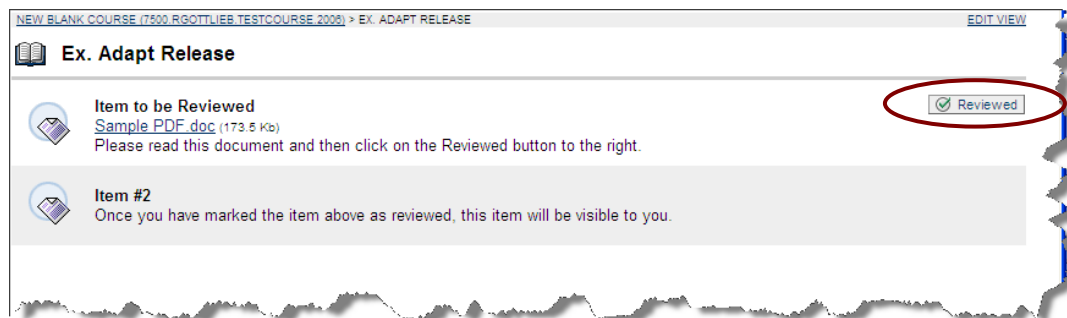 NEW BLANK COURSE (7500.RGOTTLIEB.TESTCOURSE.2006) > EX. ADAPT RELEASE EDIT VIEW
Ex. Adapt Release
Item to be Reviewed
Reviewed
Sample PDF.doc (173.5 Kb)
Please read this document and then click on the Reviewed button to the right.
Item #2
Once you have marked the item above as reviewed, this item will be visible to you.